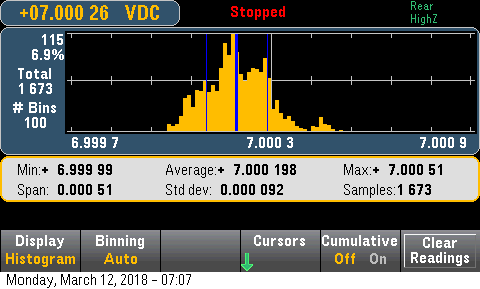 +07.000 26 VDC
Stopped
Rear
HighZ
115
6.9%
Total
1 673
# Bins
100
6.999 7
7.000 3
7.000 9
Min:+ 6.999 99 Average:+ 7.000 198 Max:+ 7.000 51
Span: 0.000 51 Std dev: 0.000 092 Samples:1 673
Display Binning Cursors Cumulative Clear
Histogram Auto Off On Readings
Monday, March 12, 2018 - 07:07